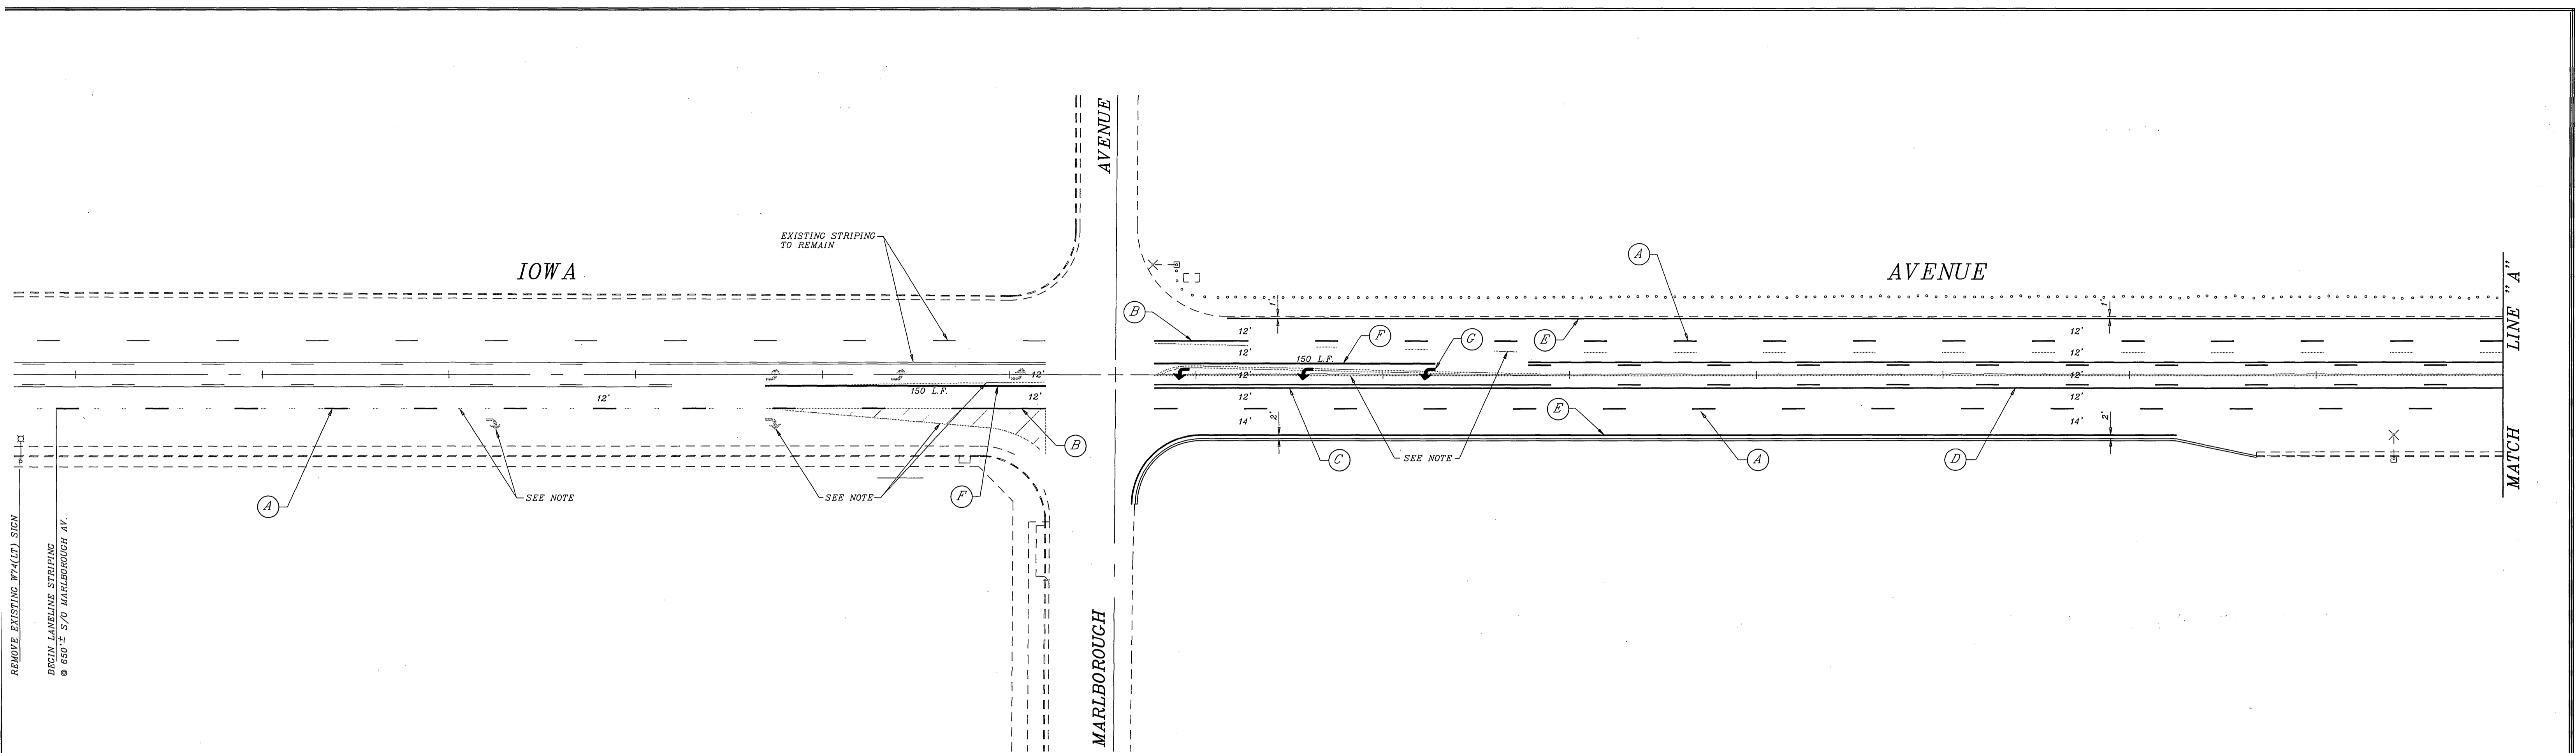 AVENUE
EXISTING STRIPING
TO REMAIN
IOWA
A
AVENUE
LINE "A"
B
1'
12'
F
G
E
1'
12'
12'
150 L.F.
12'
12'
12'
12'
12'
150 L.F.
12'
12'
12'
12'
12'
14'
2'
E
14'
2'
B
C
SEE NOTE
A
D
MATCH
A
SEE NOTE
SEE NOTE
F
REMOVE EXISTING W74(LT) SIGN
BEGIN LANELINE STRIPING
@ 650'± S/O MARLBOROUGH AV.
MARLBOROUGH